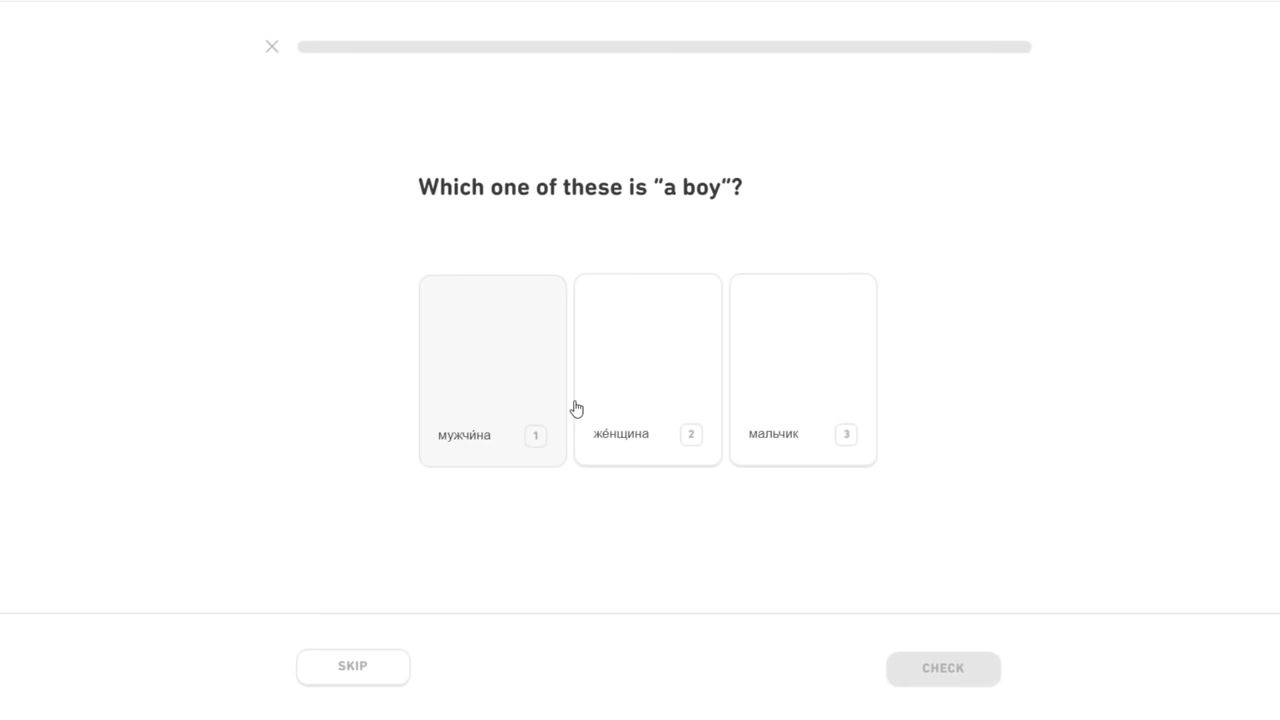 Which one of these is “a boy”?
мужчи́на 1
же́нщина 2
мальчик 3
SKIP
CHECK